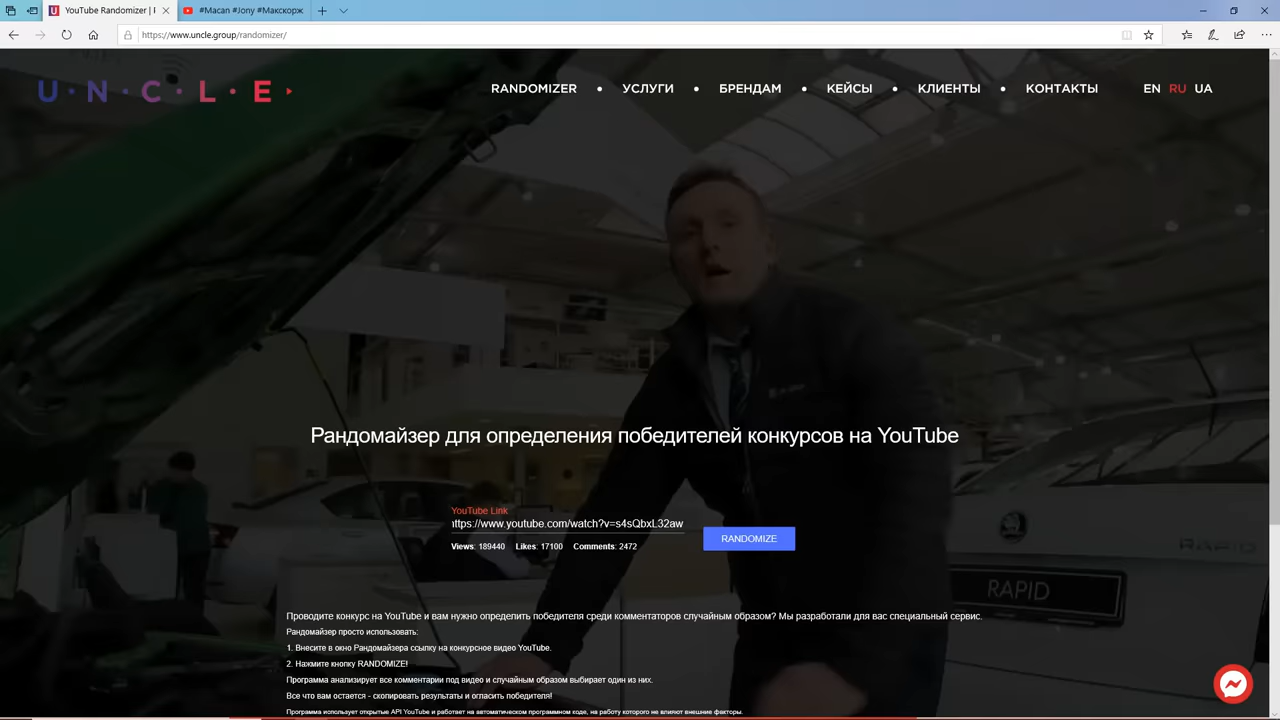 YouTube Randomizer | F
#Macan #Jony #Макскорж
https://www.uncle.group/randomizer/
U·N·C·L·E
RANDOMIZER • УСЛУГИ • БРЕНДАМ • КЕЙСЫ • КЛИЕНТЫ • КОНТАКТЫ EN RU UA
Рандомайзер для определения победителей конкурсов на YouTube
YouTube Link
https://www.youtube.com/watch?v=s4sQbxL32aw
RANDOMIZE
Views: 189440 Likes: 17100 Comments: 2472
RAPID
RAPID
Проводите конкурс на YouTube и вам нужно определить победителя среди комментаторов случайным образом? Мы разработали для вас специальный сервис.
Рандомайзер просто использовать:
1. Внесите в окно Рандомайзера ссылку на конкурсное видео YouTube.
2. Нажмите кнопку RANDOMIZE!
Программа анализирует все комментарии под видео и случайным образом выбирает один из них.
Все что вам остается - скопировать результаты и огласить победителя!
Программа использует открытые API YouTube и работает на автоматическом программном коде, на работу которого не влияют внешние факторы.